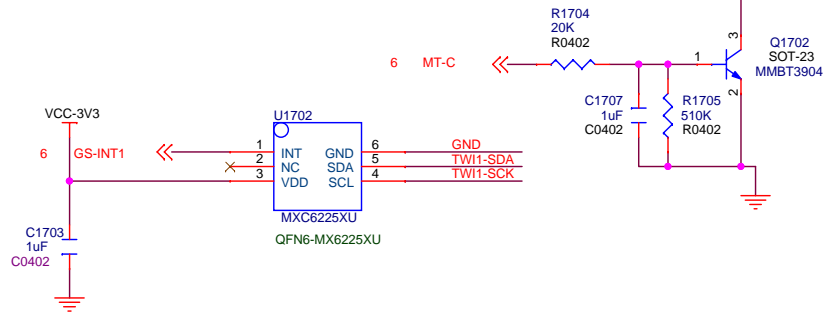 R1704
20K
R0402
6 MT-C
3
1
2
Q1702
SOT-23
MMBT3904
C1707
1uF
C0402
R1705
510K
R0402
VCC-3V3
6 GS-INT1
U1702
1 INT GND 6 GND
2 NC SDA 5 TWI1-SDA
3 VDD SCL 4 TWI1-SCK
MXC6225XU
QFN6-MX6225XU
C1703
1uF
C0402